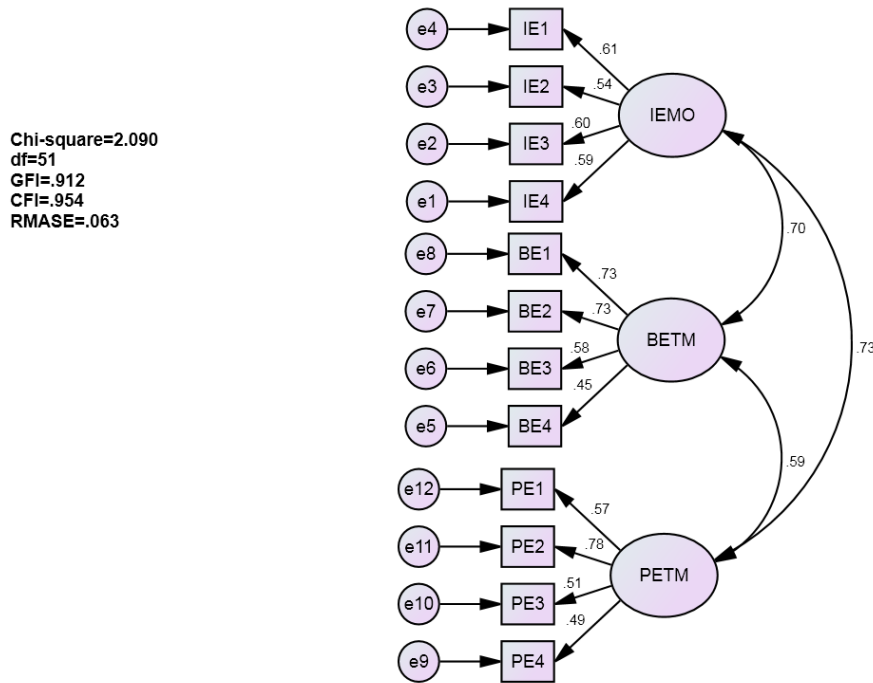 Chi-square=2.090
df=51
GFI=.912
CFI=.954
RMASE=.063
e4 IE1 .61
e3 IE2 .54
IEMO
e2 IE3 .60
e1 IE4 .59
.70
e8 BE1 .73
e7 BE2 .73
BETM
.73
e6 BE3 .58
e5 BE4 .45
.59
e12 PE1 .57
e11 PE2 .78
PETM
e10 PE3 .51
e9 PE4 .49